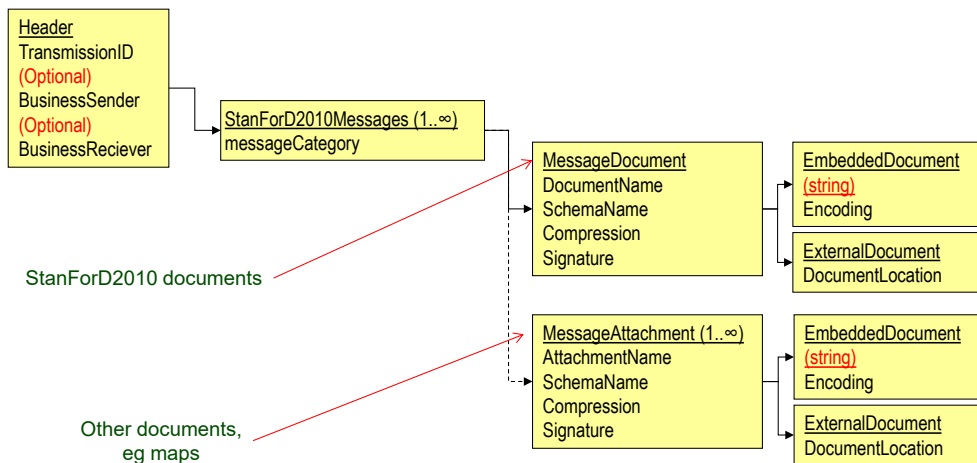 Header
TransmissionID
(Optional)
BusinessSender
(Optional)
BusinessReciever
StanForD2010Messages (1..∞)
messageCategory
MessageDocument
DocumentName
SchemaName
Compression
Signature
EmbeddedDocument
(string)
Encoding
ExternalDocument
DocumentLocation
StanForD2010 documents
MessageAttachment (1..∞)
AttachmentName
SchemaName
Compression
Signature
EmbeddedDocument
(string)
Encoding
ExternalDocument
DocumentLocation
Other documents,
eg maps